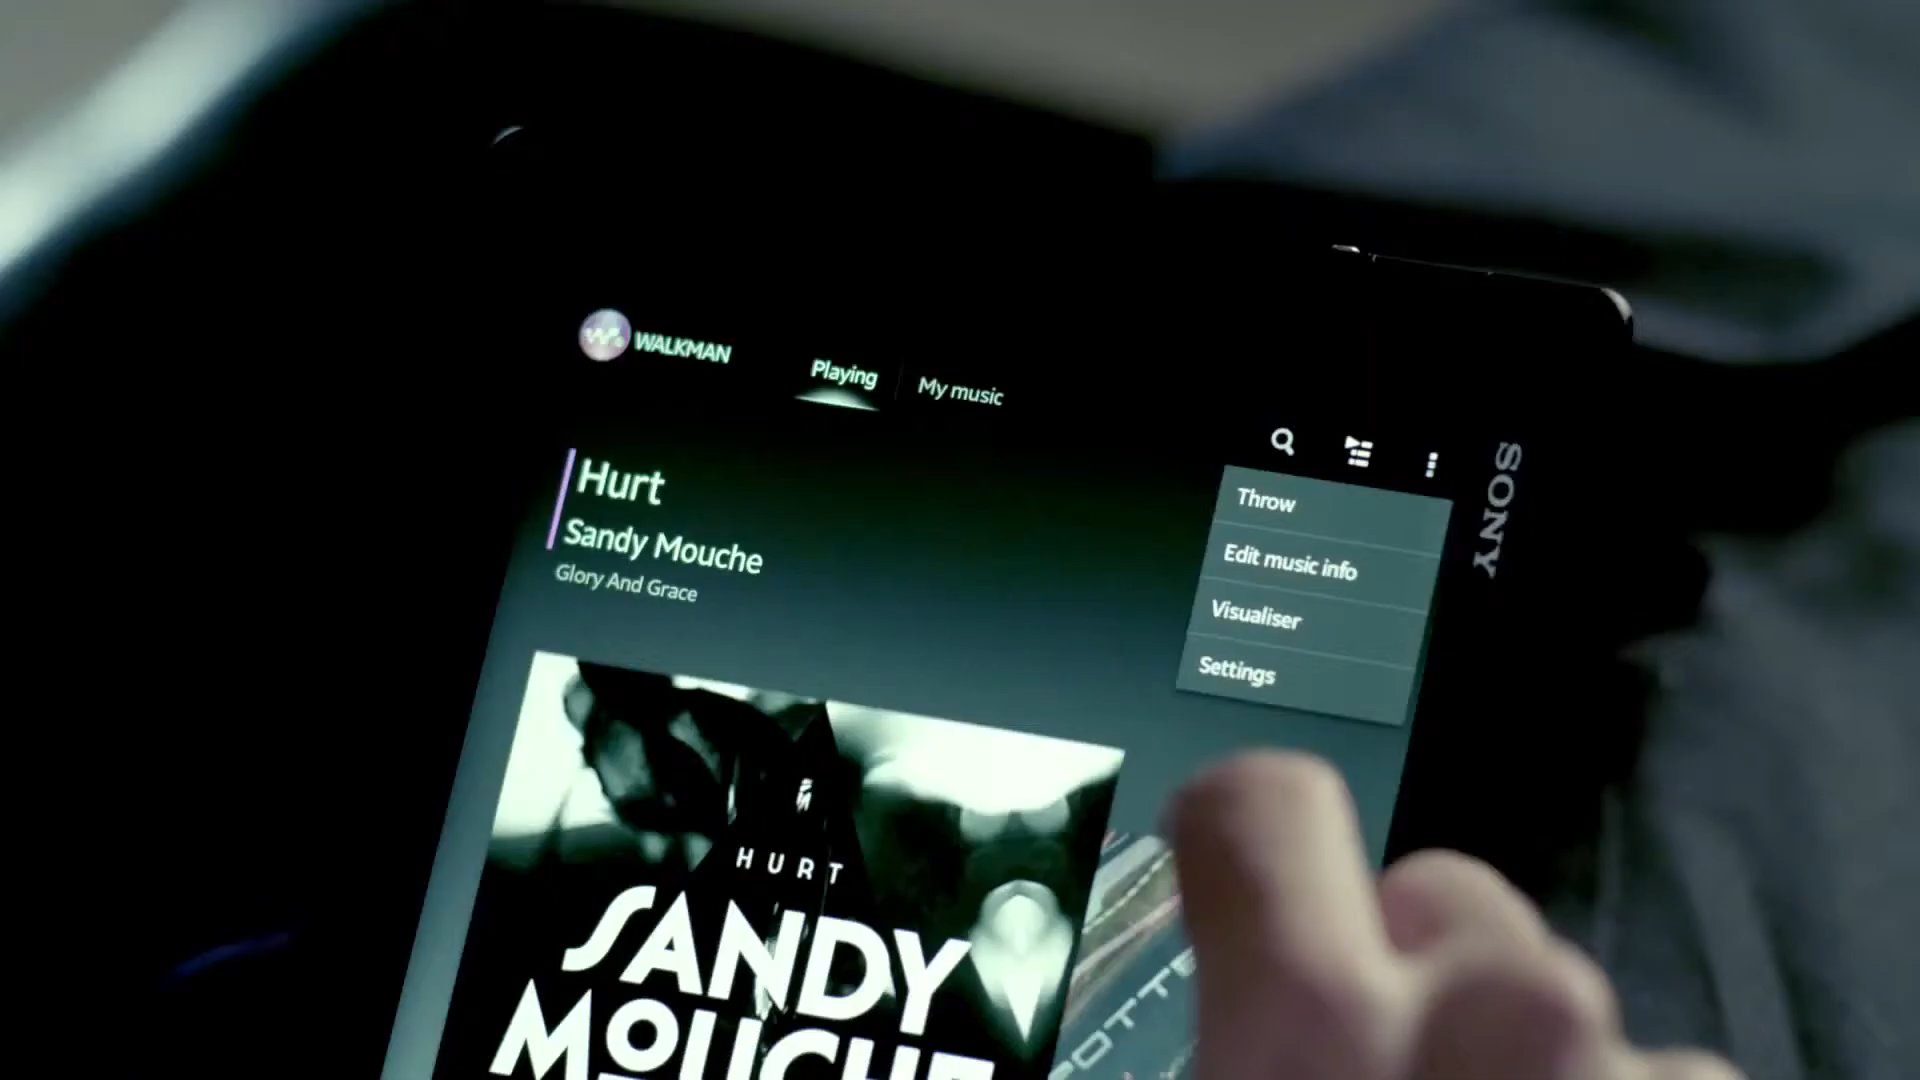 WALKMAN
Playing
My music
SONY
Hurt
Sandy Mouche
Glory And Grace
Throw
Edit music info
Visualiser
Settings
HURT
SANDY
MOUCHE